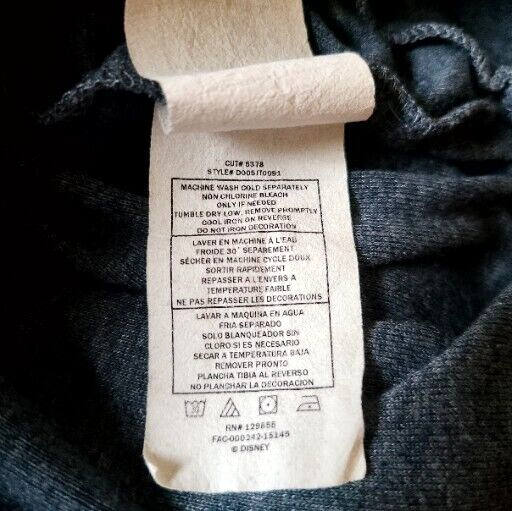 CUT# 5378
STYLE# D005IT0091
MACHINE WASH COLD SEPARATELY
NON CHLORINE BLEACH
ONLY IF NEEDED
TUMBLE DRY LOW. REMOVE PROMPTLY
COOL IRON ON REVERSE
DO NOT IRON DECORATION
LAVER EN MACHINE À L'EAU
FROIDE 30° SEPAREMENT
SÉCHER EN MACHINE CYCLE DOUX
SORTIR RAPIDEMENT
REPASSER A L'ENVERS A
TEMPERATURE FAIBLE
NE PAS REPASSER LES DECORATIONS
LAVAR A MAQUINA EN AGUA
FRIA SEPARADO
SOLO BLANQUEADOR SIN
CLORO SI ES NECESARIO
SECAR A TEMPERATURA BAJA
REMOVER PRONTO
PLANCHA TIBIA AL REVERSO
NO PLANCHAR LA DECORACION
RN# 129656
FAC-000242-15145
© DISNEY